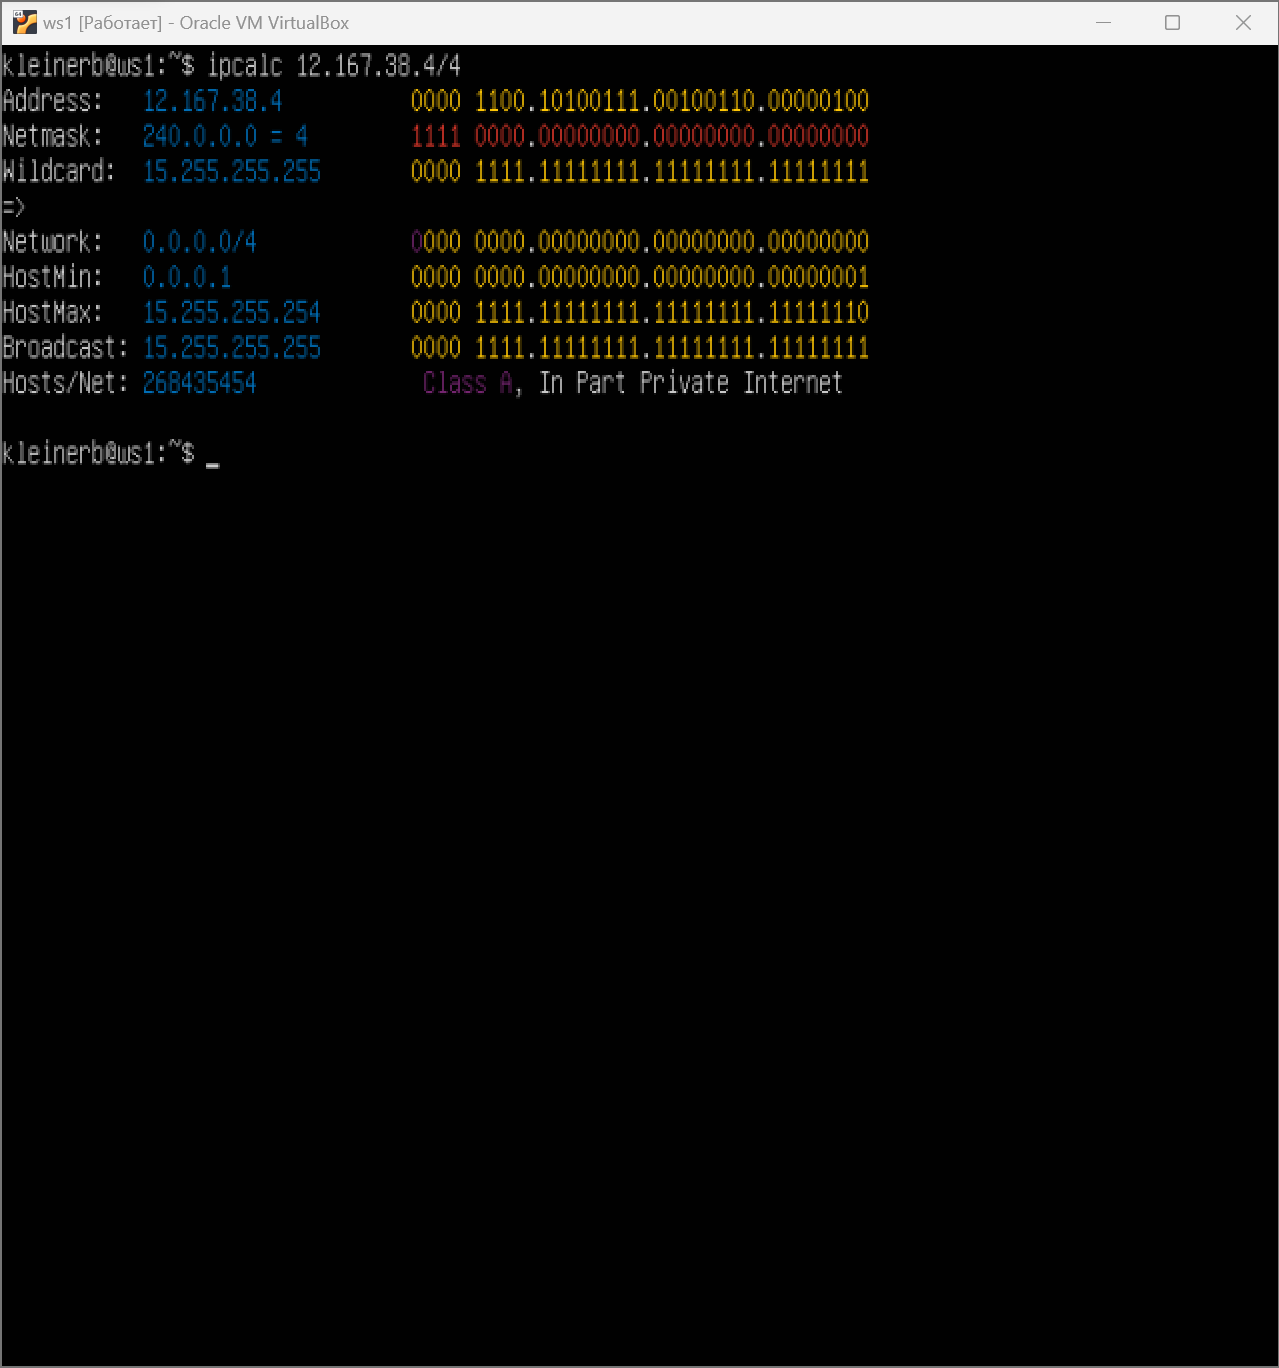 ws1 [Работает] - Oracle VM VirtualBox
kleinerb@ws1:~$ ipcalc 12.167.38.4/4
Address:   12.167.38.4          0000 1100.10100111.00100110.00000100
Netmask:   240.0.0.0 = 4        1111 0000.00000000.00000000.00000000
Wildcard:  15.255.255.255       0000 1111.11111111.11111111.11111111
=>
Network:   0.0.0.0/4            0000 0000.00000000.00000000.00000000
HostMin:   0.0.0.1              0000 0000.00000000.00000000.00000001
HostMax:   15.255.255.254       0000 1111.11111111.11111111.11111110
Broadcast: 15.255.255.255       0000 1111.11111111.11111111.11111111
Hosts/Net: 268435454             Class A, In Part Private Internet
kleinerb@ws1:~$ _